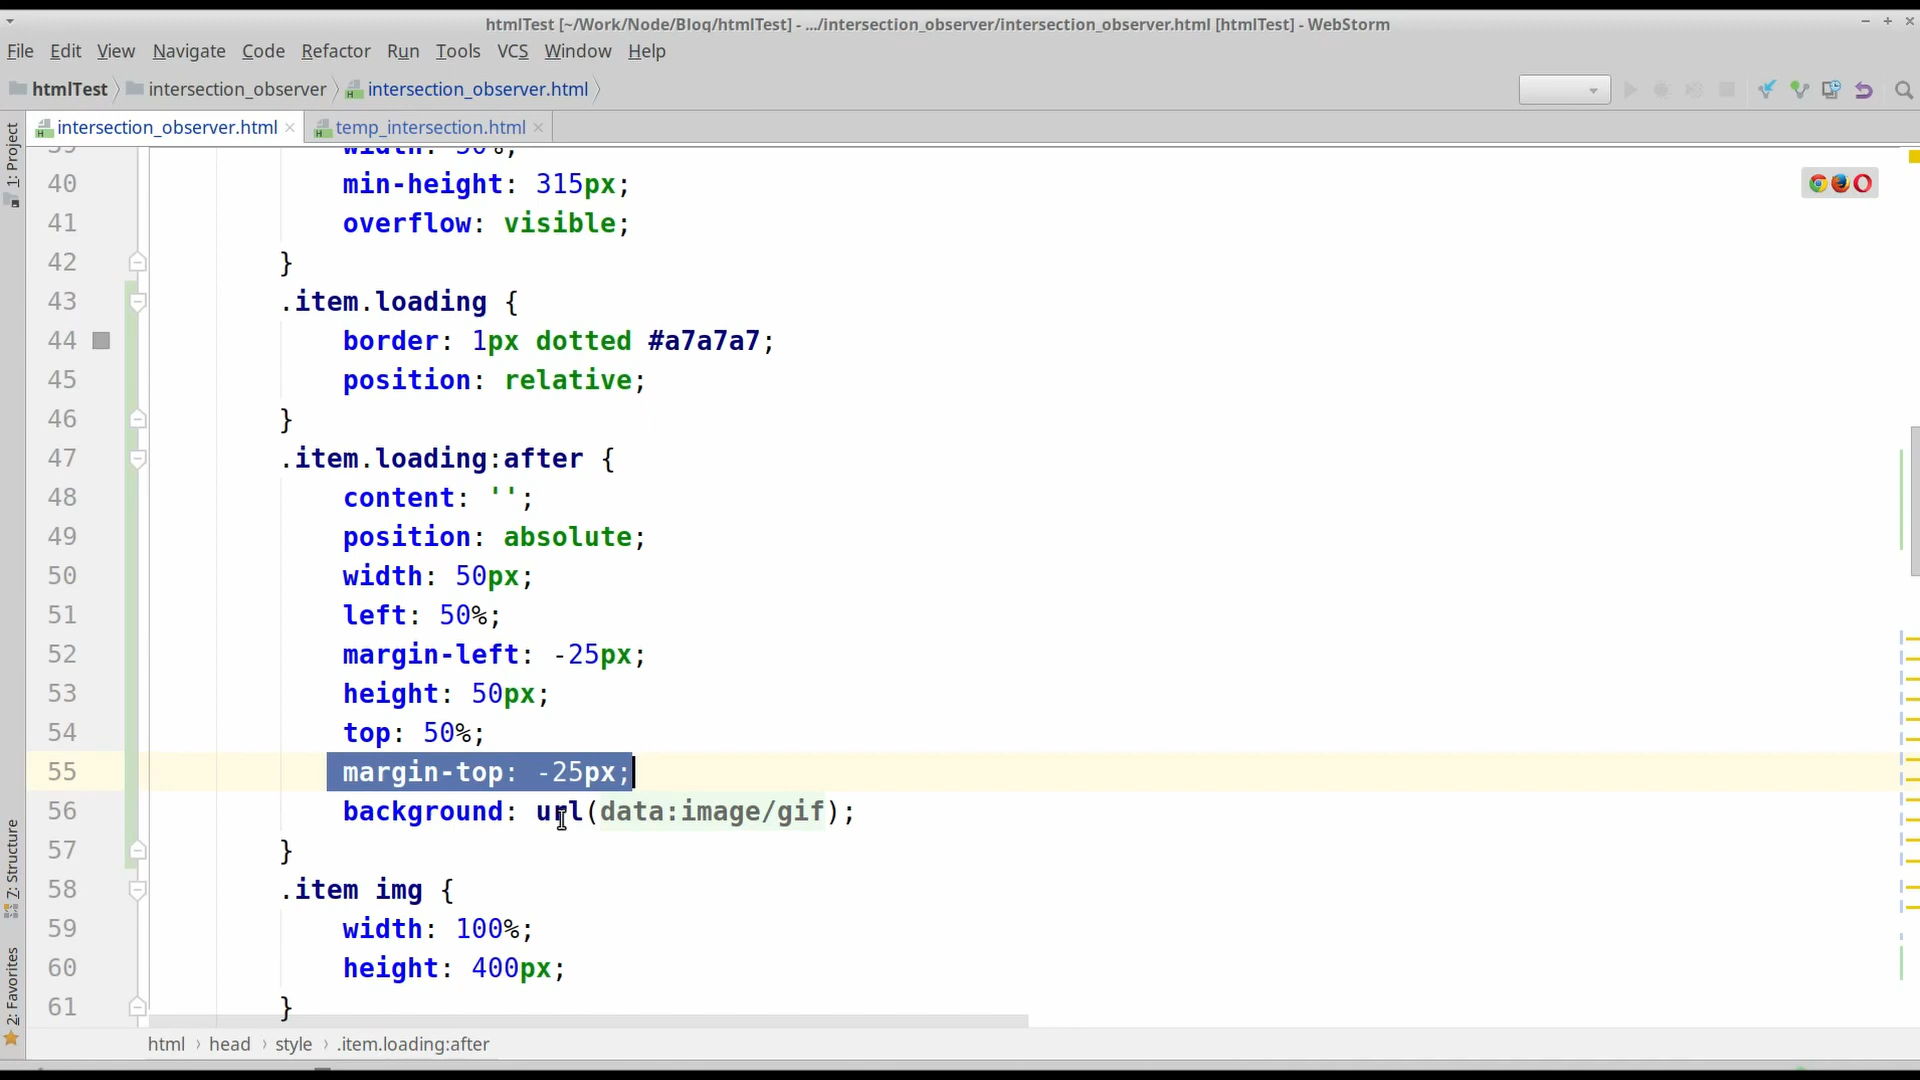 htmlTest [~/Work/Node/Blog/htmlTest] - .../intersection_observer/intersection_observer.html [htmlTest] - WebStorm
File Edit View Navigate Code Refactor Run Tools VCS Window Help
htmlTest intersection_observer intersection_observer.html
intersection_observer.html temp_intersection.html
1: Project
7: Structure
2: Favorites
39 width: 50%;
40 min-height: 315px;
41 overflow: visible;
42 }
43 .item.loading {
44 border: 1px dotted #a7a7a7;
45 position: relative;
46 }
47 .item.loading:after {
48 content: '';
49 position: absolute;
50 width: 50px;
51 left: 50%;
52 margin-left: -25px;
53 height: 50px;
54 top: 50%;
55 margin-top: -25px;
56 background: url(data:image/gif);
57 }
58 .item img {
59 width: 100%;
60 height: 400px;
61 }
html › head › style › .item.loading:after